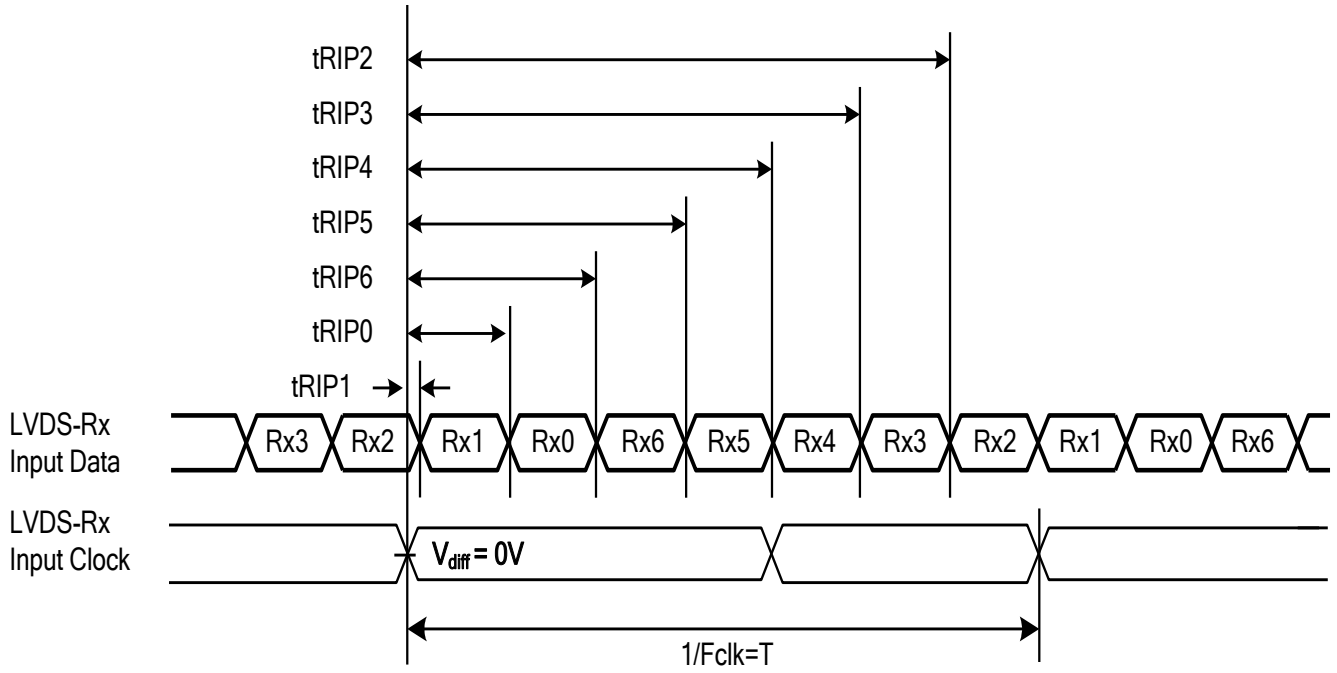 tRIP2
tRIP3
tRIP4
tRIP5
tRIP6
tRIP0
tRIP1
LVDS-Rx
Input Data
Rx3 Rx2 Rx1 Rx0 Rx6 Rx5 Rx4 Rx3 Rx2 Rx1 Rx0 Rx6
LVDS-Rx
Input Clock
Vdiff = 0V
1/Fclk=T